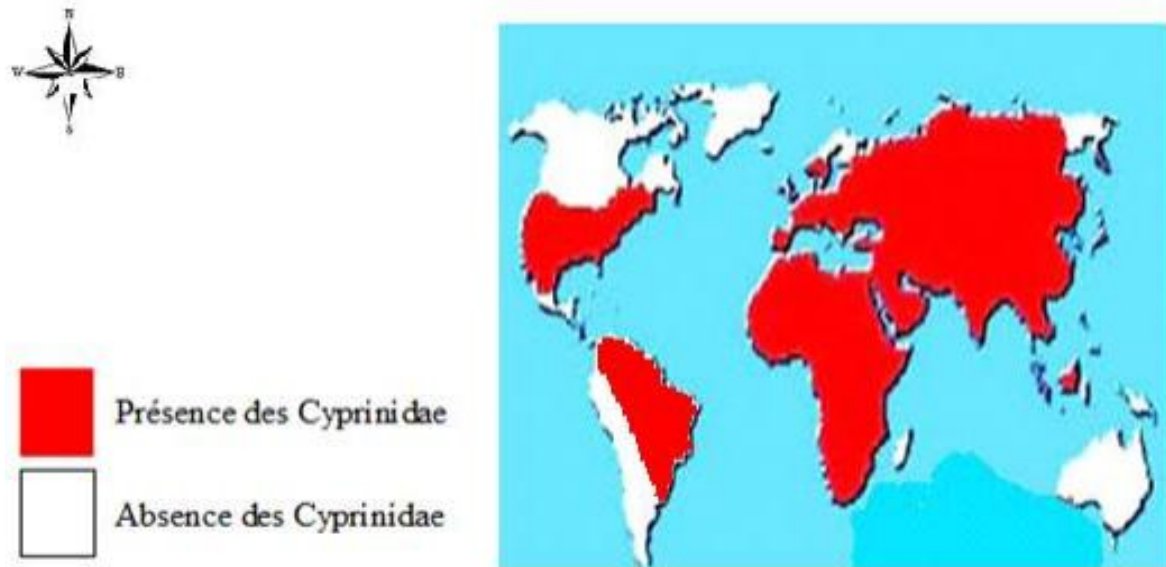 N
W E
S
Présence des Cyprinidae
Absence des Cyprinidae